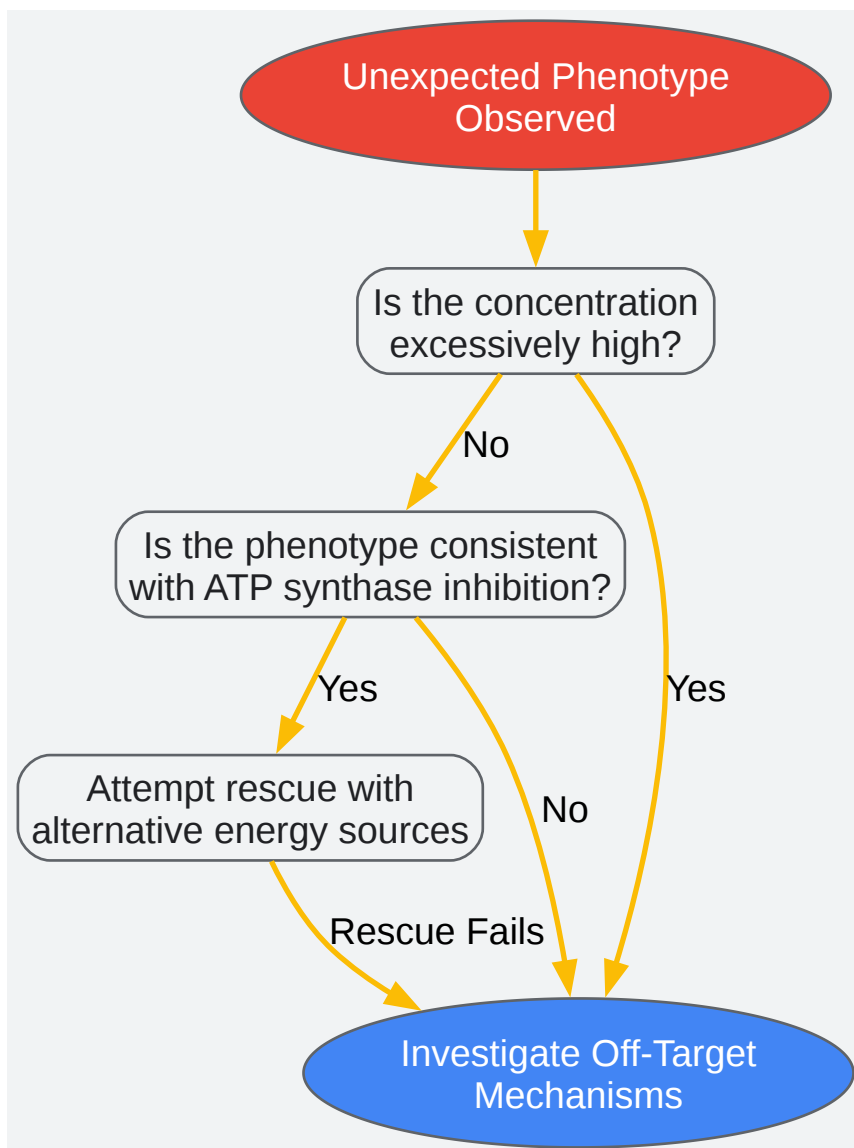 Unexpected Phenotype
Observed
Is the concentration
excessively high?
No
Is the phenotype consistent
with ATP synthase inhibition?
Yes
Yes
Attempt rescue with
alternative energy sources
No
Rescue Fails
Investigate Off-Target
Mechanisms